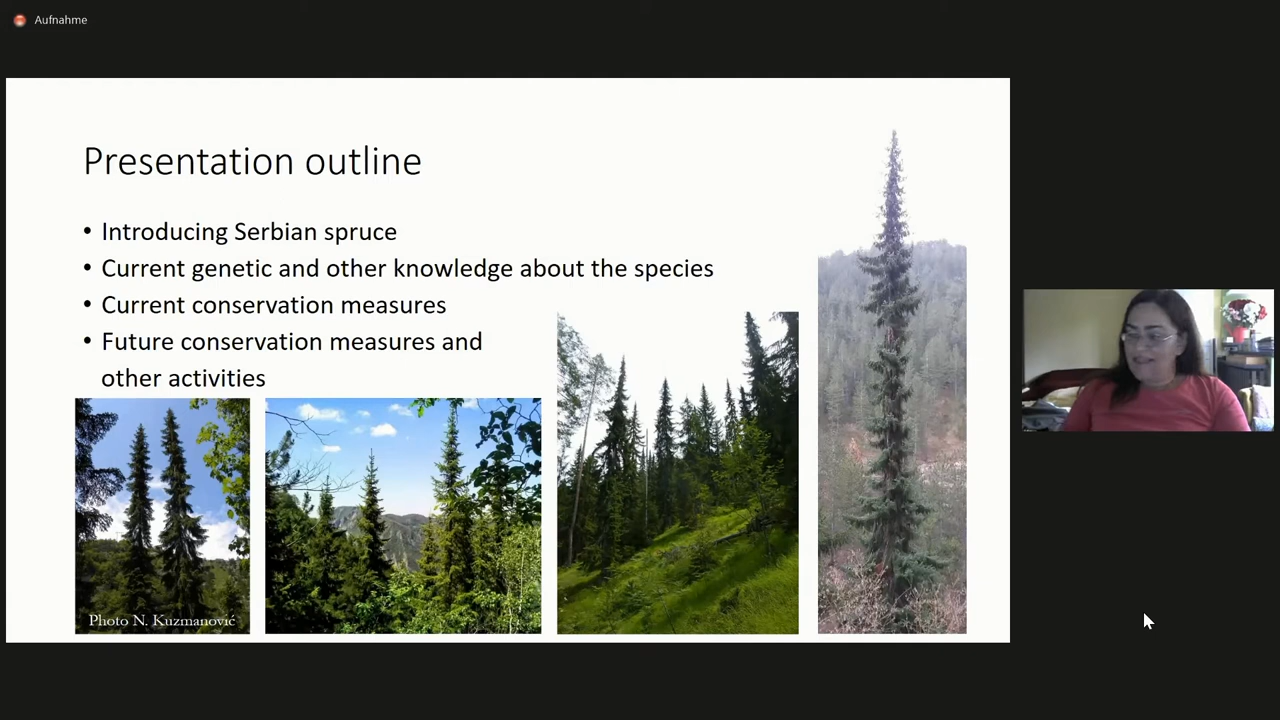 Aufnahme
Presentation outline
• Introducing Serbian spruce
• Current genetic and other knowledge about the species
• Current conservation measures
• Future conservation measures and
other activities
Photo N. Kuzmanović